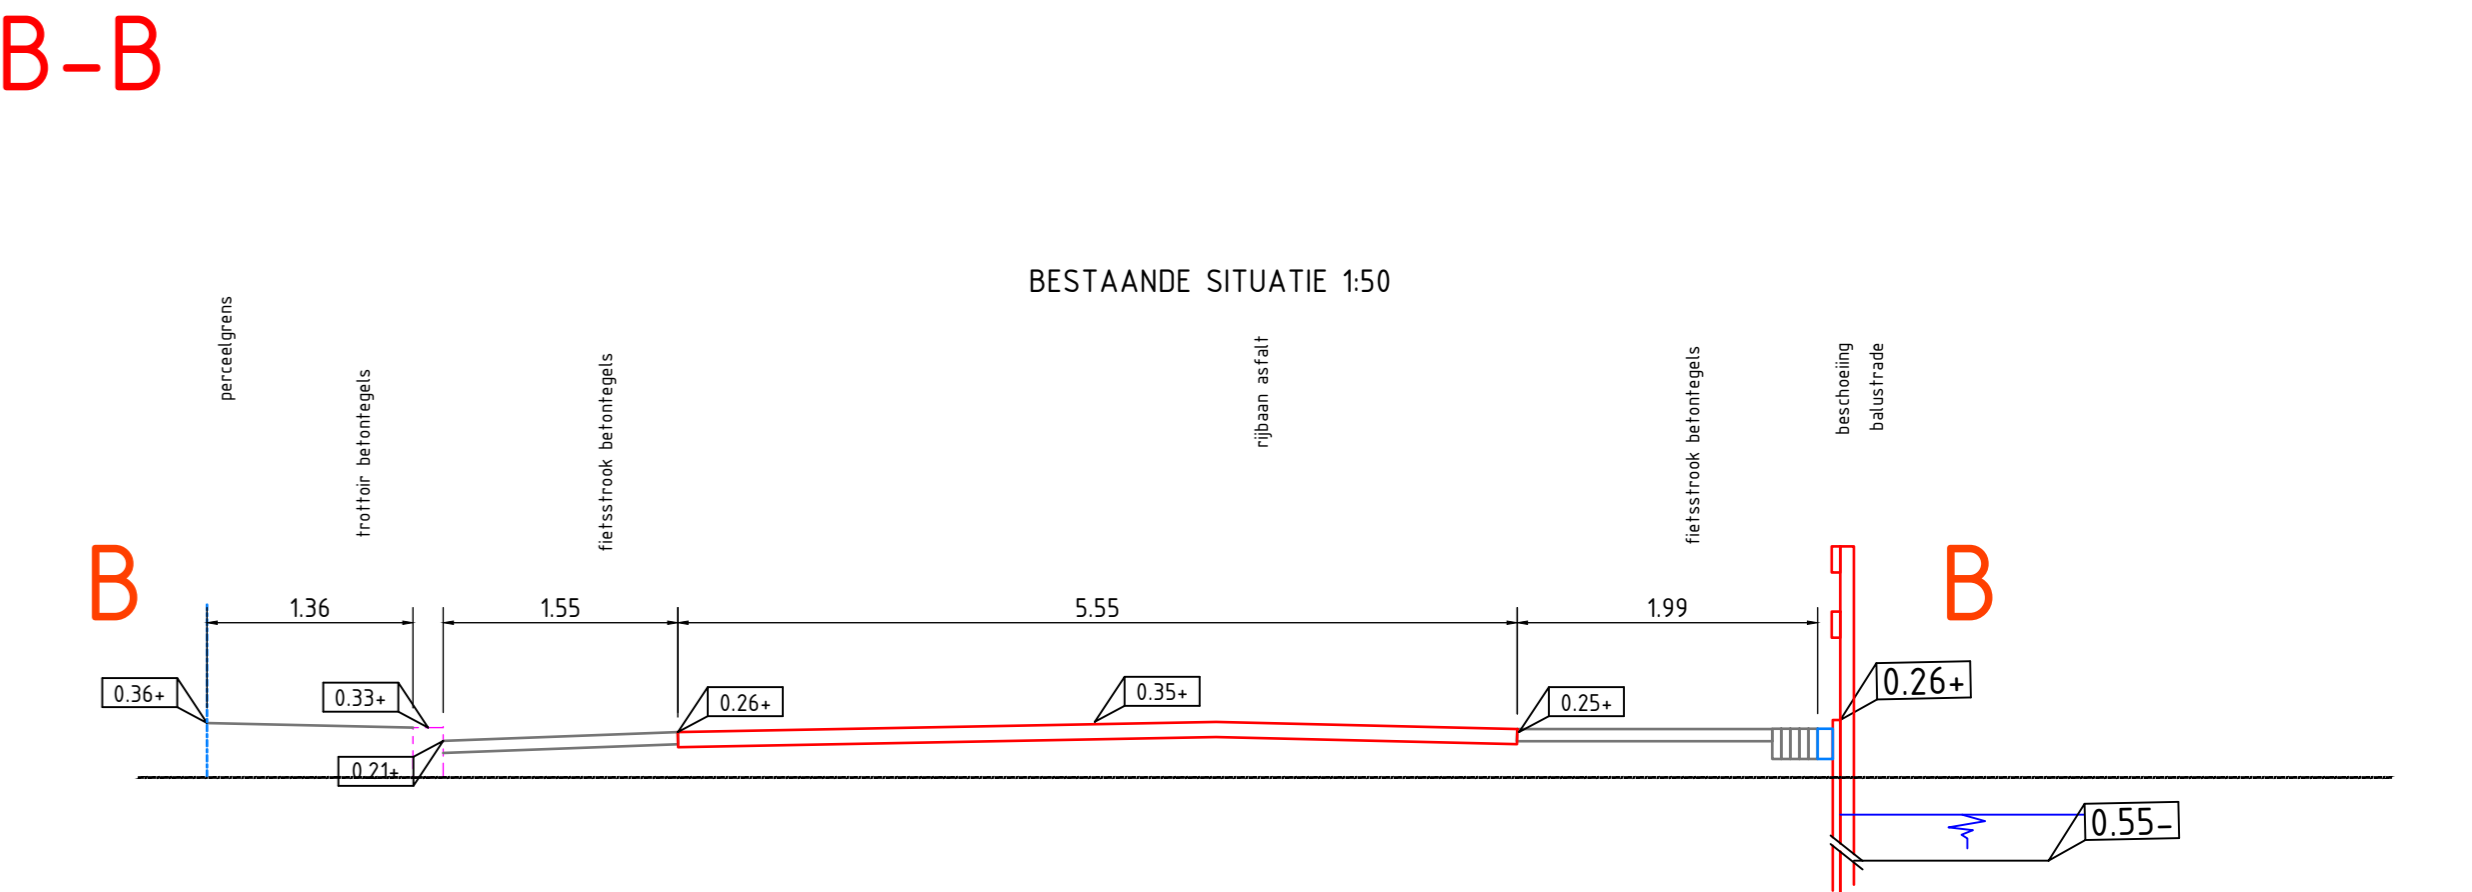 B-B
BESTAANDE SITUATIE 1:50
perceelgrens
trottoir betontegels
fietsstrook betontegels
rijbaan asfalt
fietsstrook betontegels
beschoeiing
balustrade
B
B
1.36
1.55
5.55
1.99
0.36+
0.33+
0.26+
0.35+
0.25+
0.26+
0.21+
0.55-